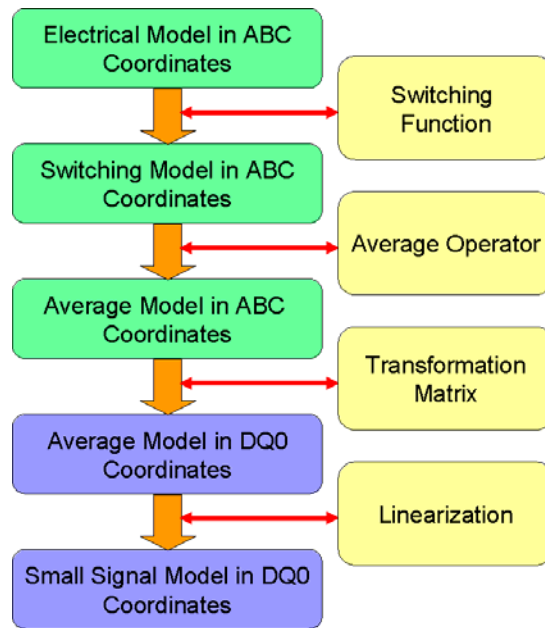 Electrical Model in ABC
Coordinates
Switching
Function
Switching Model in ABC
Coordinates
Average Operator
Average Model in ABC
Coordinates
Transformation
Matrix
Average Model in DQ0
Coordinates
Linearization
Small Signal Model in DQ0
Coordinates